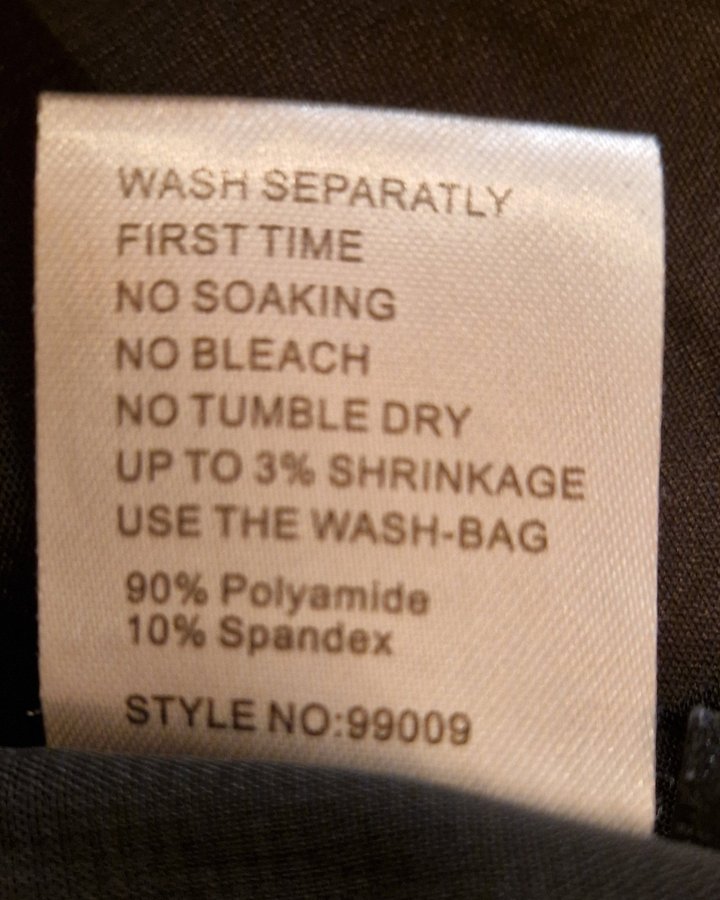 WASH SEPARATLY
FIRST TIME
NO SOAKING
NO BLEACH
NO TUMBLE DRY
UP TO 3% SHRINKAGE
USE THE WASH-BAG
90% Polyamide
10% Spandex
STYLE NO:99009